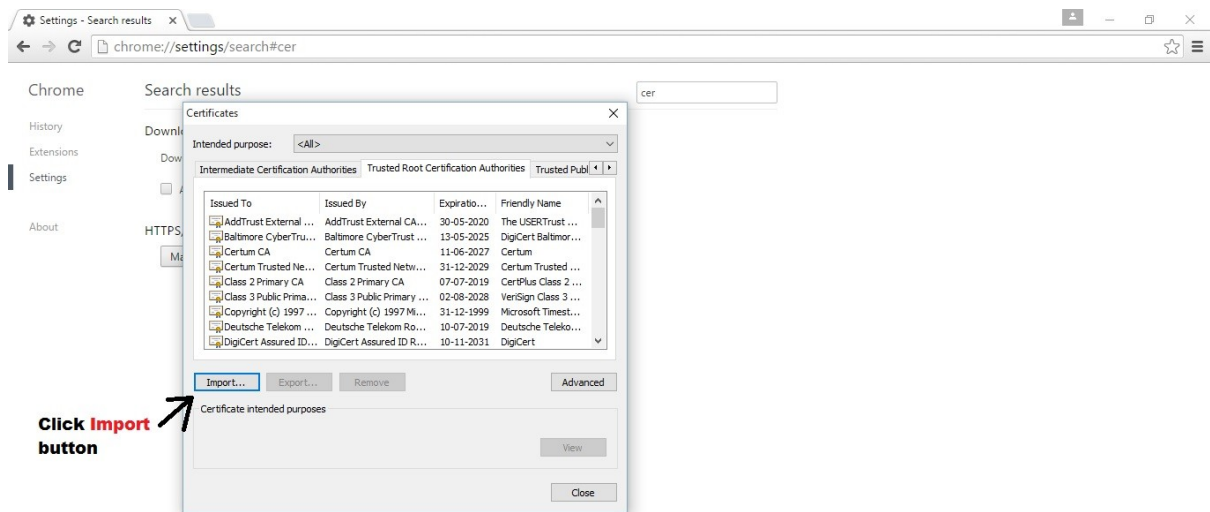 Settings - Search results
chrome://settings/search#cer
Chrome
Search results
cer
History
Extensions
Settings
About
Downl
Dow
A
HTTPS,
Ma
Certificates
Intended purpose: <All>
Intermediate Certification Authorities Trusted Root Certification Authorities Trusted Publ
Issued To Issued By Expiratio... Friendly Name
AddTrust External ... AddTrust External CA... 30-05-2020 The USERTrust ...
Baltimore CyberTru... Baltimore CyberTrust ... 13-05-2025 DigiCert Baltimor...
Certum CA Certum CA 11-06-2027 Certum
Certum Trusted Ne... Certum Trusted Netw... 31-12-2029 Certum Trusted ...
Class 2 Primary CA Class 2 Primary CA 07-07-2019 CertPlus Class 2 ...
Class 3 Public Prima... Class 3 Public Primary ... 02-08-2028 VeriSign Class 3 ...
Copyright (c) 1997 ... Copyright (c) 1997 Mi... 31-12-1999 Microsoft Timest...
Deutsche Telekom ... Deutsche Telekom Ro... 10-07-2019 Deutsche Teleko...
DigiCert Assured ID... DigiCert Assured ID R... 10-11-2031 DigiCert
Import... Export... Remove Advanced
Certificate intended purposes
View
Close
Click Import
button